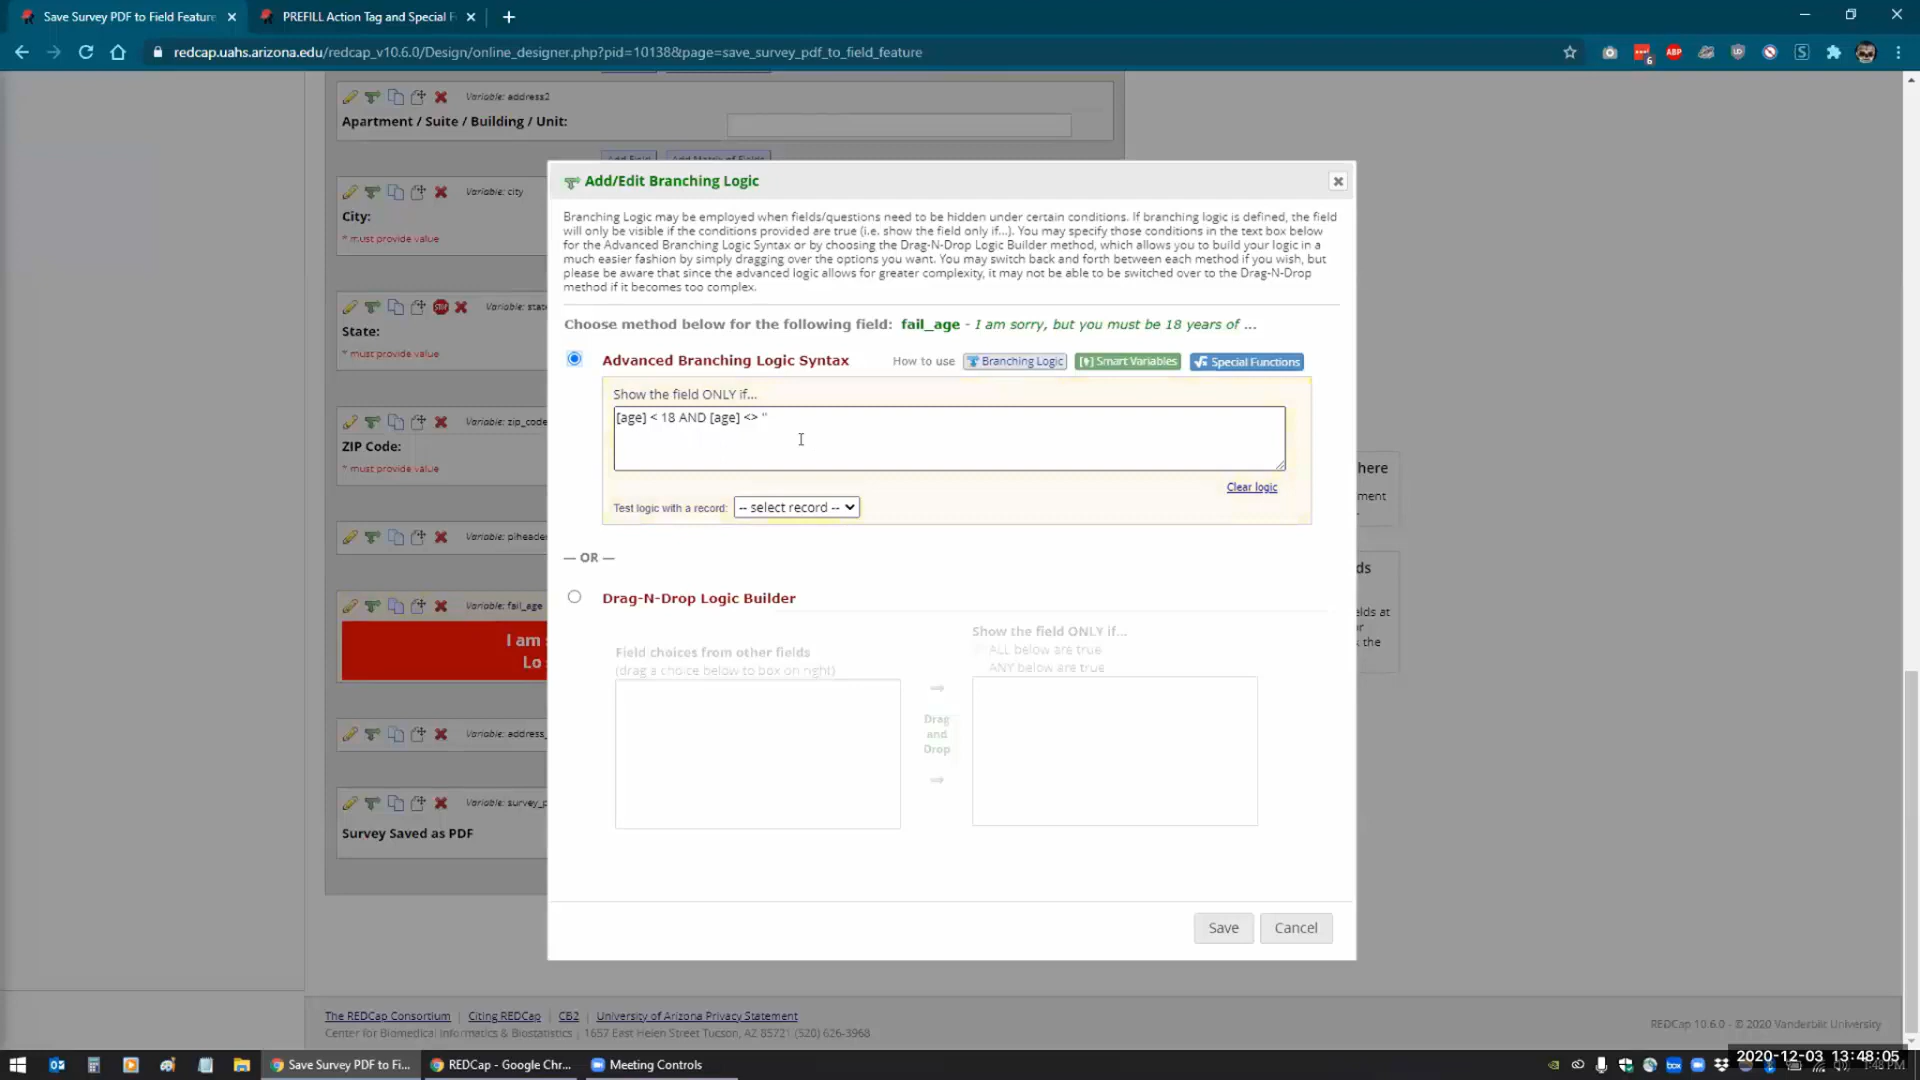 Save Survey PDF to Field Feature
PREFILL Action Tag and Special F
redcap.uahs.arizona.edu/redcap_v10.6.0/Design/online_designer.php?pid=10138&page=save_survey_pdf_to_field_feature
6
ABP
Variable: address2
Apartment / Suite / Building / Unit:
Add Field
Add Matrix of Fields
Variable: city
City:
* must provide value
STOP
Variable: state
State:
* must provide value
Variable: zip_code
ZIP Code:
* must provide value
Variable: piheader
Variable: fail_age
I am
Lo
Variable: address_
Variable: survey_p
Survey Saved as PDF
Add/Edit Branching Logic
Branching Logic may be employed when fields/questions need to be hidden under certain conditions. If branching logic is defined, the field
will only be visible if the conditions provided are true (i.e. show the field only if...). You may specify those conditions in the text box below
for the Advanced Branching Logic Syntax or by choosing the Drag-N-Drop Logic Builder method, which allows you to build your logic in a
much easier fashion by simply dragging over the options you want. You may switch back and forth between each method if you wish, but
please be aware that since the advanced logic allows for greater complexity, it may not be able to be switched over to the Drag-N-Drop
method if it becomes too complex.
Choose method below for the following field: fail_age - I am sorry, but you must be 18 years of ...
Advanced Branching Logic Syntax
How to use
Branching Logic
Smart Variables
Special Functions
Show the field ONLY if...
[age] < 18 AND [age] <> ''
Clear logic
Test logic with a record:
-- select record --
— OR —
Drag-N-Drop Logic Builder
Field choices from other fields
(drag a choice below to box on right)
Show the field ONLY if...
ALL below are true
ANY below are true
Drag
and
Drop
Save
Cancel
here
ment
ds
elds at
or
s the
The REDCap Consortium | Citing REDCap | CB2 | University of Arizona Privacy Statement
Center for Biomedical Informatics & Biostatistics | 1657 East Helen Street Tucson, AZ 85721 (520) 626-3968
REDCap 10.6.0 - © 2020 Vanderbilt University
Save Survey PDF to Fi...
REDCap - Google Chr...
Meeting Controls
box
2020-12-03 13:48:05
1:48 PM